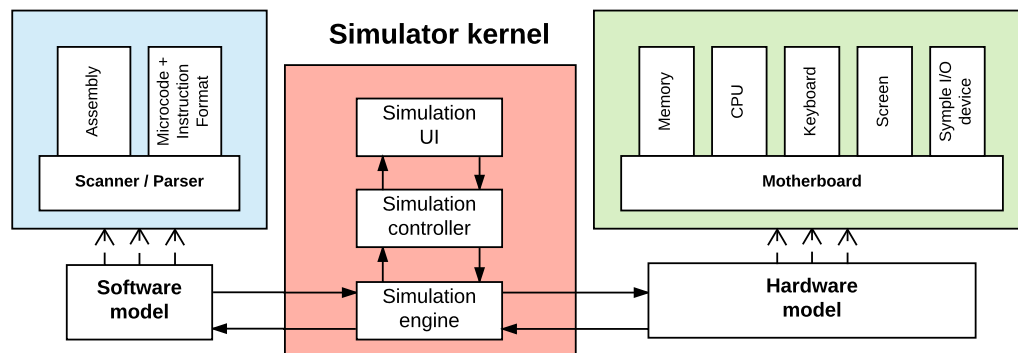 Simulator kernel
Assembly
Microcode +
Instruction
Format
Scanner / Parser
Simulation
UI
Simulation
controller
Simulation
engine
Memory
CPU
Keyboard
Screen
Symple I/O
device
Motherboard
Software
model
Hardware
model